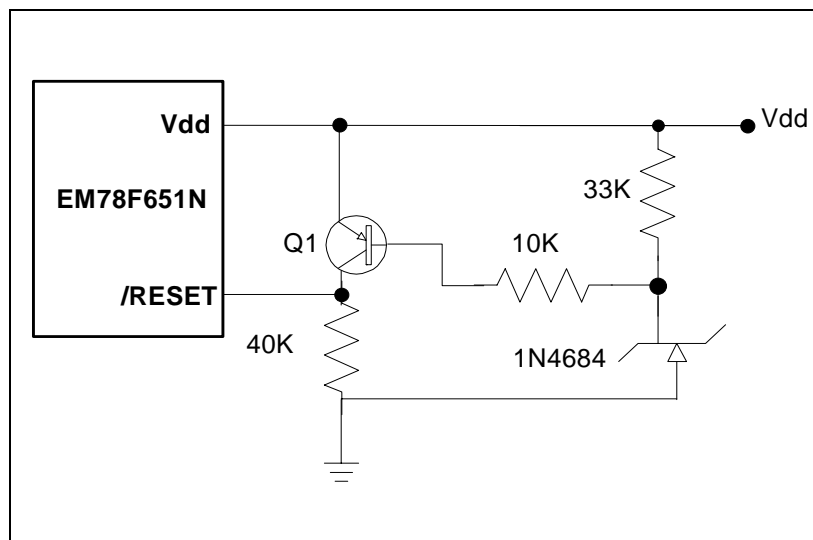 Vdd
Vdd
EM78F651N
33K
Q1
10K
/RESET
40K
1N4684